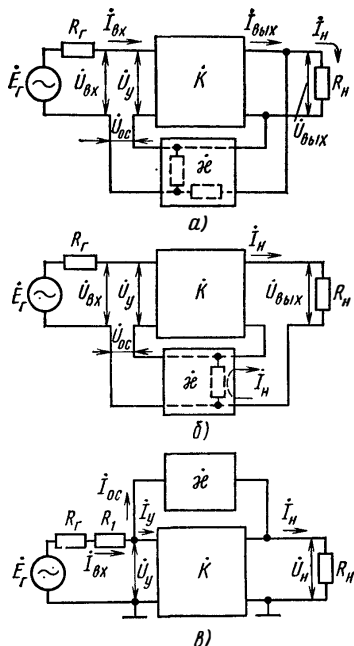 R_г İ_вх İ_вых İ_н
Ė_г U̇_вх U̇_у K̇ U̇_вых R_н
U̇_ос ӿ̇
а)
R_г İ_н
Ė_г U̇_вх U̇_у K̇ U̇_вых R_н
U̇_ос ӿ̇ İ_н
б)
ӿ̇
İ_ос
R_г R_1 İ_у İ_н
Ė_г İ_вх U̇_у K̇ U̇_н R_н
в)